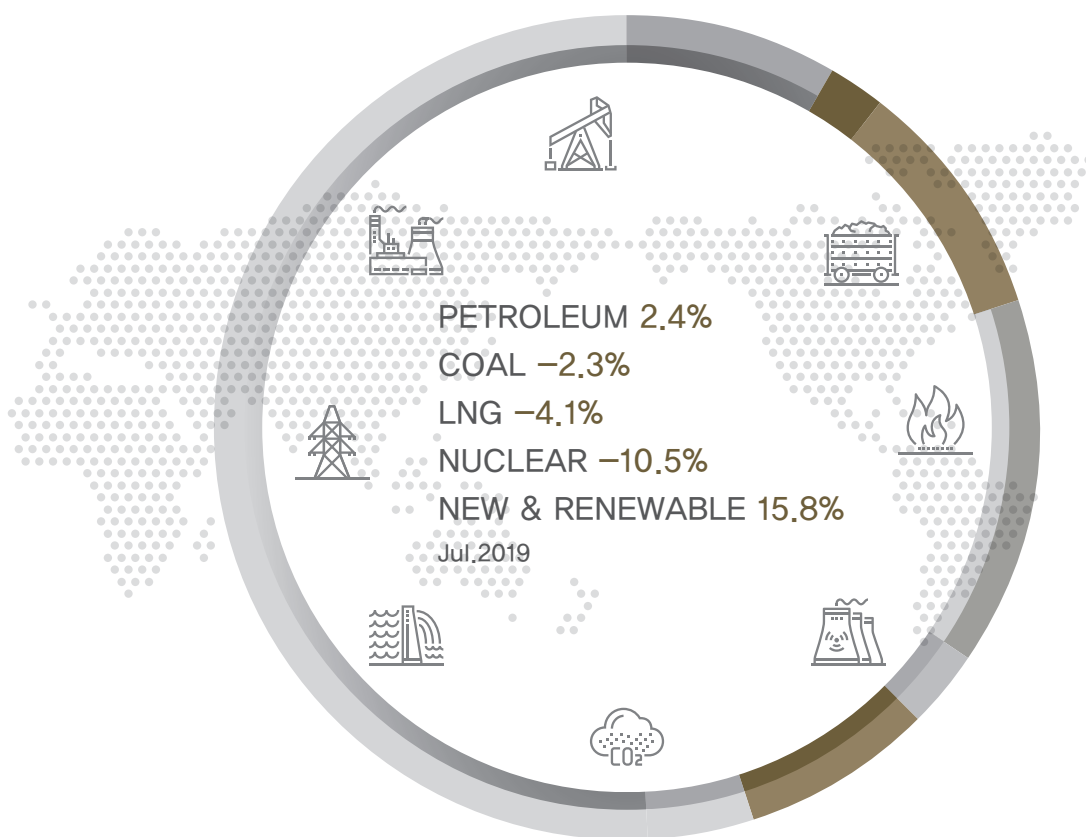 PETROLEUM 2.4%
COAL −2.3%
LNG −4.1%
NUCLEAR −10.5%
NEW & RENEWABLE 15.8%
Jul.2019
CO2